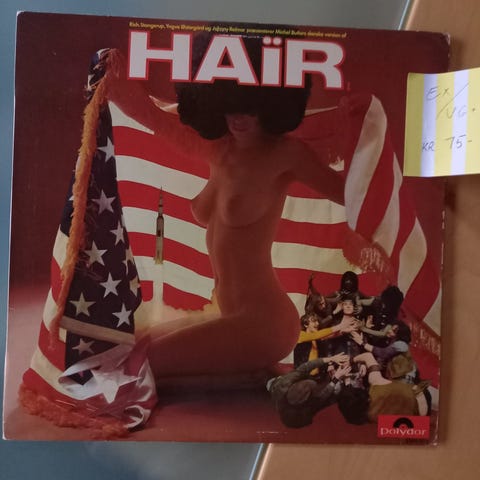 Rich. Stangerup, Yngve Østergård og Johnny Reimar præsenterer Michel Butlers danske version af
HAïR
EX/
/VG+
KR 75-
polydor